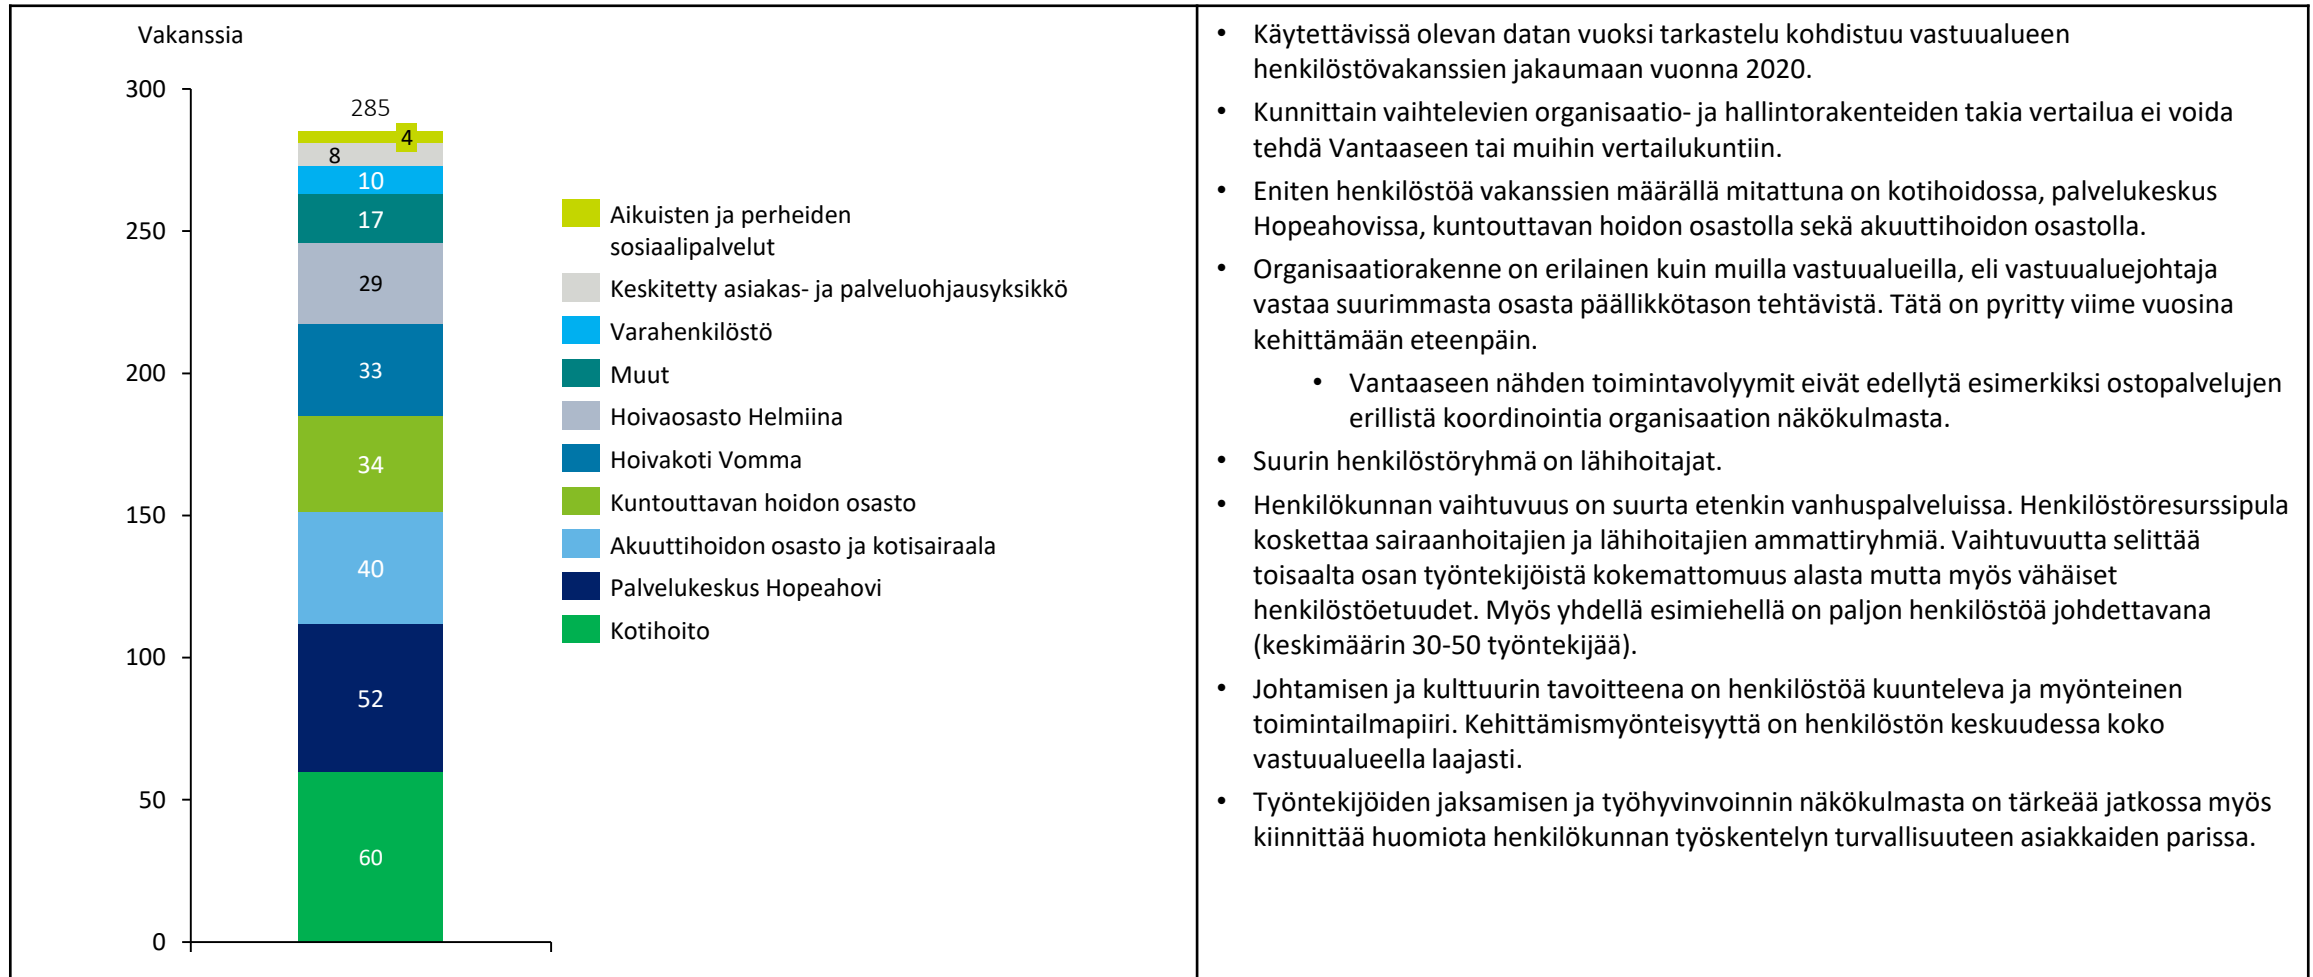 Vakanssia
300
250
200
150
100
50
0
285
4
8
10
17
29
33
34
40
52
60
Aikuisten ja perheiden
sosiaalipalvelut
Keskitetty asiakas- ja palveluohjausyksikkö
Varahenkilöstö
Muut
Hoivaosasto Helmiina
Hoivakoti Vomma
Kuntouttavan hoidon osasto
Akuuttihoidon osasto ja kotisairaala
Palvelukeskus Hopeahovi
Kotihoito
• Käytettävissä olevan datan vuoksi tarkastelu kohdistuu vastuualueen
henkilöstövakanssien jakaumaan vuonna 2020.
• Kunnittain vaihtelevien organisaatio- ja hallintorakenteiden takia vertailua ei voida
tehdä Vantaaseen tai muihin vertailukuntiin.
• Eniten henkilöstöä vakanssien määrällä mitattuna on kotihoidossa, palvelukeskus
Hopeahovissa, kuntouttavan hoidon osastolla sekä akuuttihoidon osastolla.
• Organisaatiorakenne on erilainen kuin muilla vastuualueilla, eli vastuualuejohtaja
vastaa suurimmasta osasta päällikkötason tehtävistä. Tätä on pyritty viime vuosina
kehittämään eteenpäin.
• Vantaaseen nähden toimintavolyymit eivät edellytä esimerkiksi ostopalvelujen
erillistä koordinointia organisaation näkökulmasta.
• Suurin henkilöstöryhmä on lähihoitajat.
• Henkilökunnan vaihtuvuus on suurta etenkin vanhuspalveluissa. Henkilöstöresurssipula
koskettaa sairaanhoitajien ja lähihoitajien ammattiryhmiä. Vaihtuvuutta selittää
toisaalta osan työntekijöistä kokemattomuus alasta mutta myös vähäiset
henkilöstöetuudet. Myös yhdellä esimiehellä on paljon henkilöstöä johdettavana
(keskimäärin 30-50 työntekijää).
• Johtamisen ja kulttuurin tavoitteena on henkilöstöä kuunteleva ja myönteinen
toimintailmapiiri. Kehittämismyönteisyyttä on henkilöstön keskuudessa koko
vastuualueella laajasti.
• Työntekijöiden jaksamisen ja työhyvinvoinnin näkökulmasta on tärkeää jatkossa myös
kiinnittää huomiota henkilökunnan työskentelyn turvallisuuteen asiakkaiden parissa.